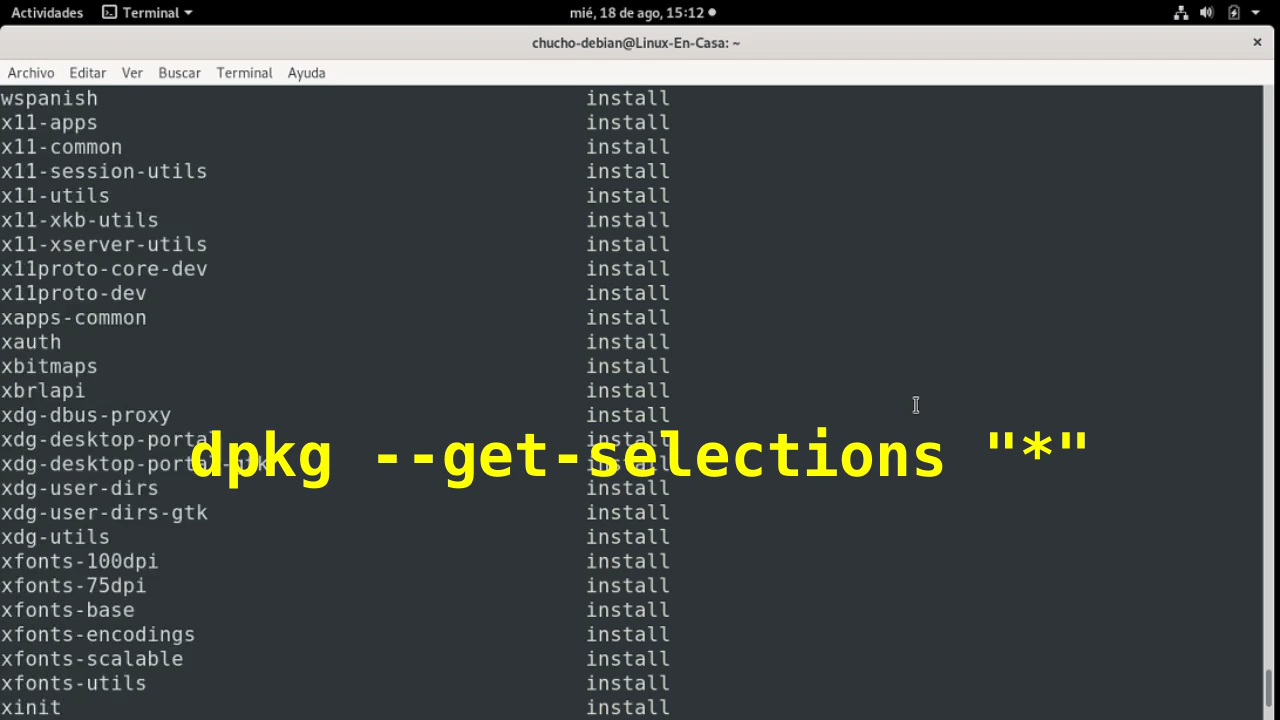 Actividades Terminal mié, 18 de ago, 15:12
chucho-debian@Linux-En-Casa: ~
Archivo Editar Ver Buscar Terminal Ayuda
wspanish install
x11-apps install
x11-common install
x11-session-utils install
x11-utils install
x11-xkb-utils install
x11-xserver-utils install
x11proto-core-dev install
x11proto-dev install
xapps-common install
xauth install
xbitmaps install
xbrlapi install
xdg-dbus-proxy install
xdg-desktop-portal install
dpkg --get-selections "*"
xdg-desktop-portal-gtk install
xdg-user-dirs install
xdg-user-dirs-gtk install
xdg-utils install
xfonts-100dpi install
xfonts-75dpi install
xfonts-base install
xfonts-encodings install
xfonts-scalable install
xfonts-utils install
xinit install